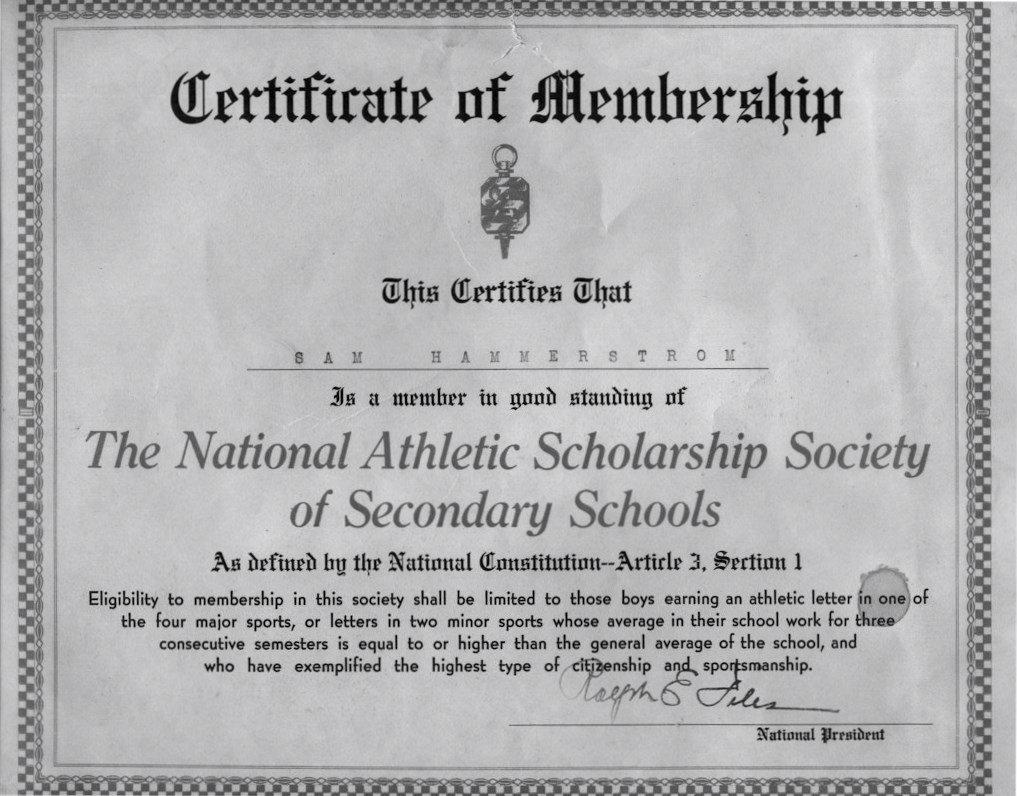 Certificate of Membership
This Certifies That
SAM HAMMERSTROM
Is a member in good standing of
The National Athletic Scholarship Society
of Secondary Schools
As defined by the National Constitution--Article 3, Section 1
Eligibility to membership in this society shall be limited to those boys earning an athletic letter in one of
the four major sports, or letters in two minor sports whose average in their school work for three
consecutive semesters is equal to or higher than the general average of the school, and
who have exemplified the highest type of citizenship and sportsmanship.
Ralph E
National President